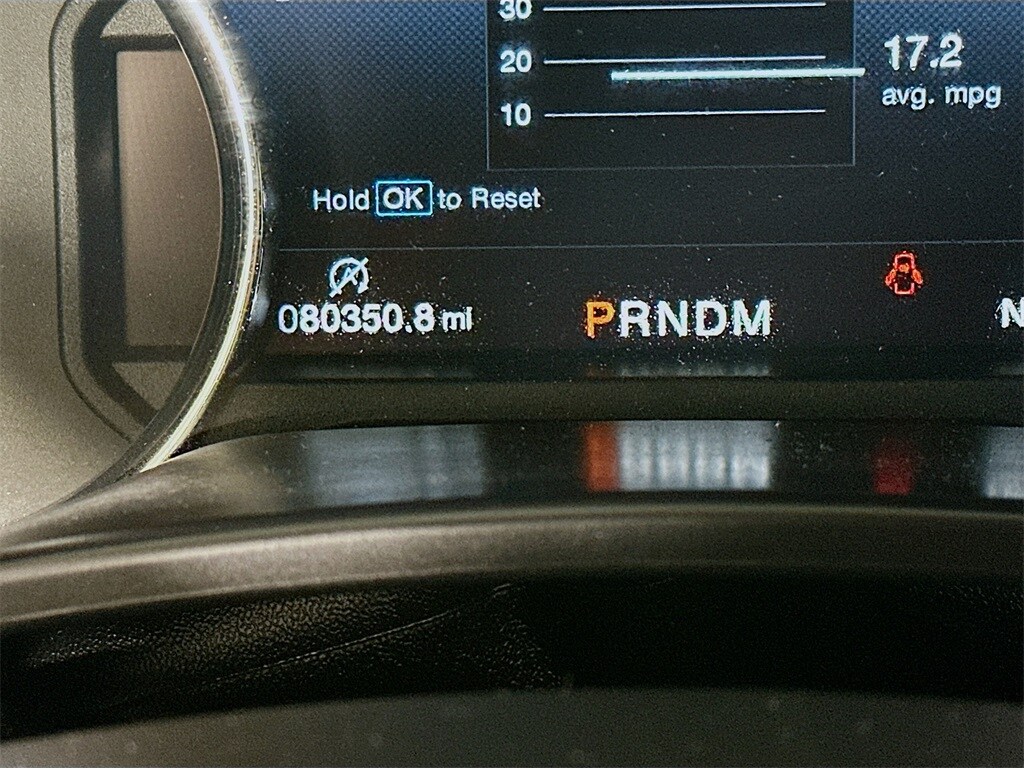 30
20
10
17.2
avg. mpg
Hold OK to Reset
080350.8 mi
PRNDM
N